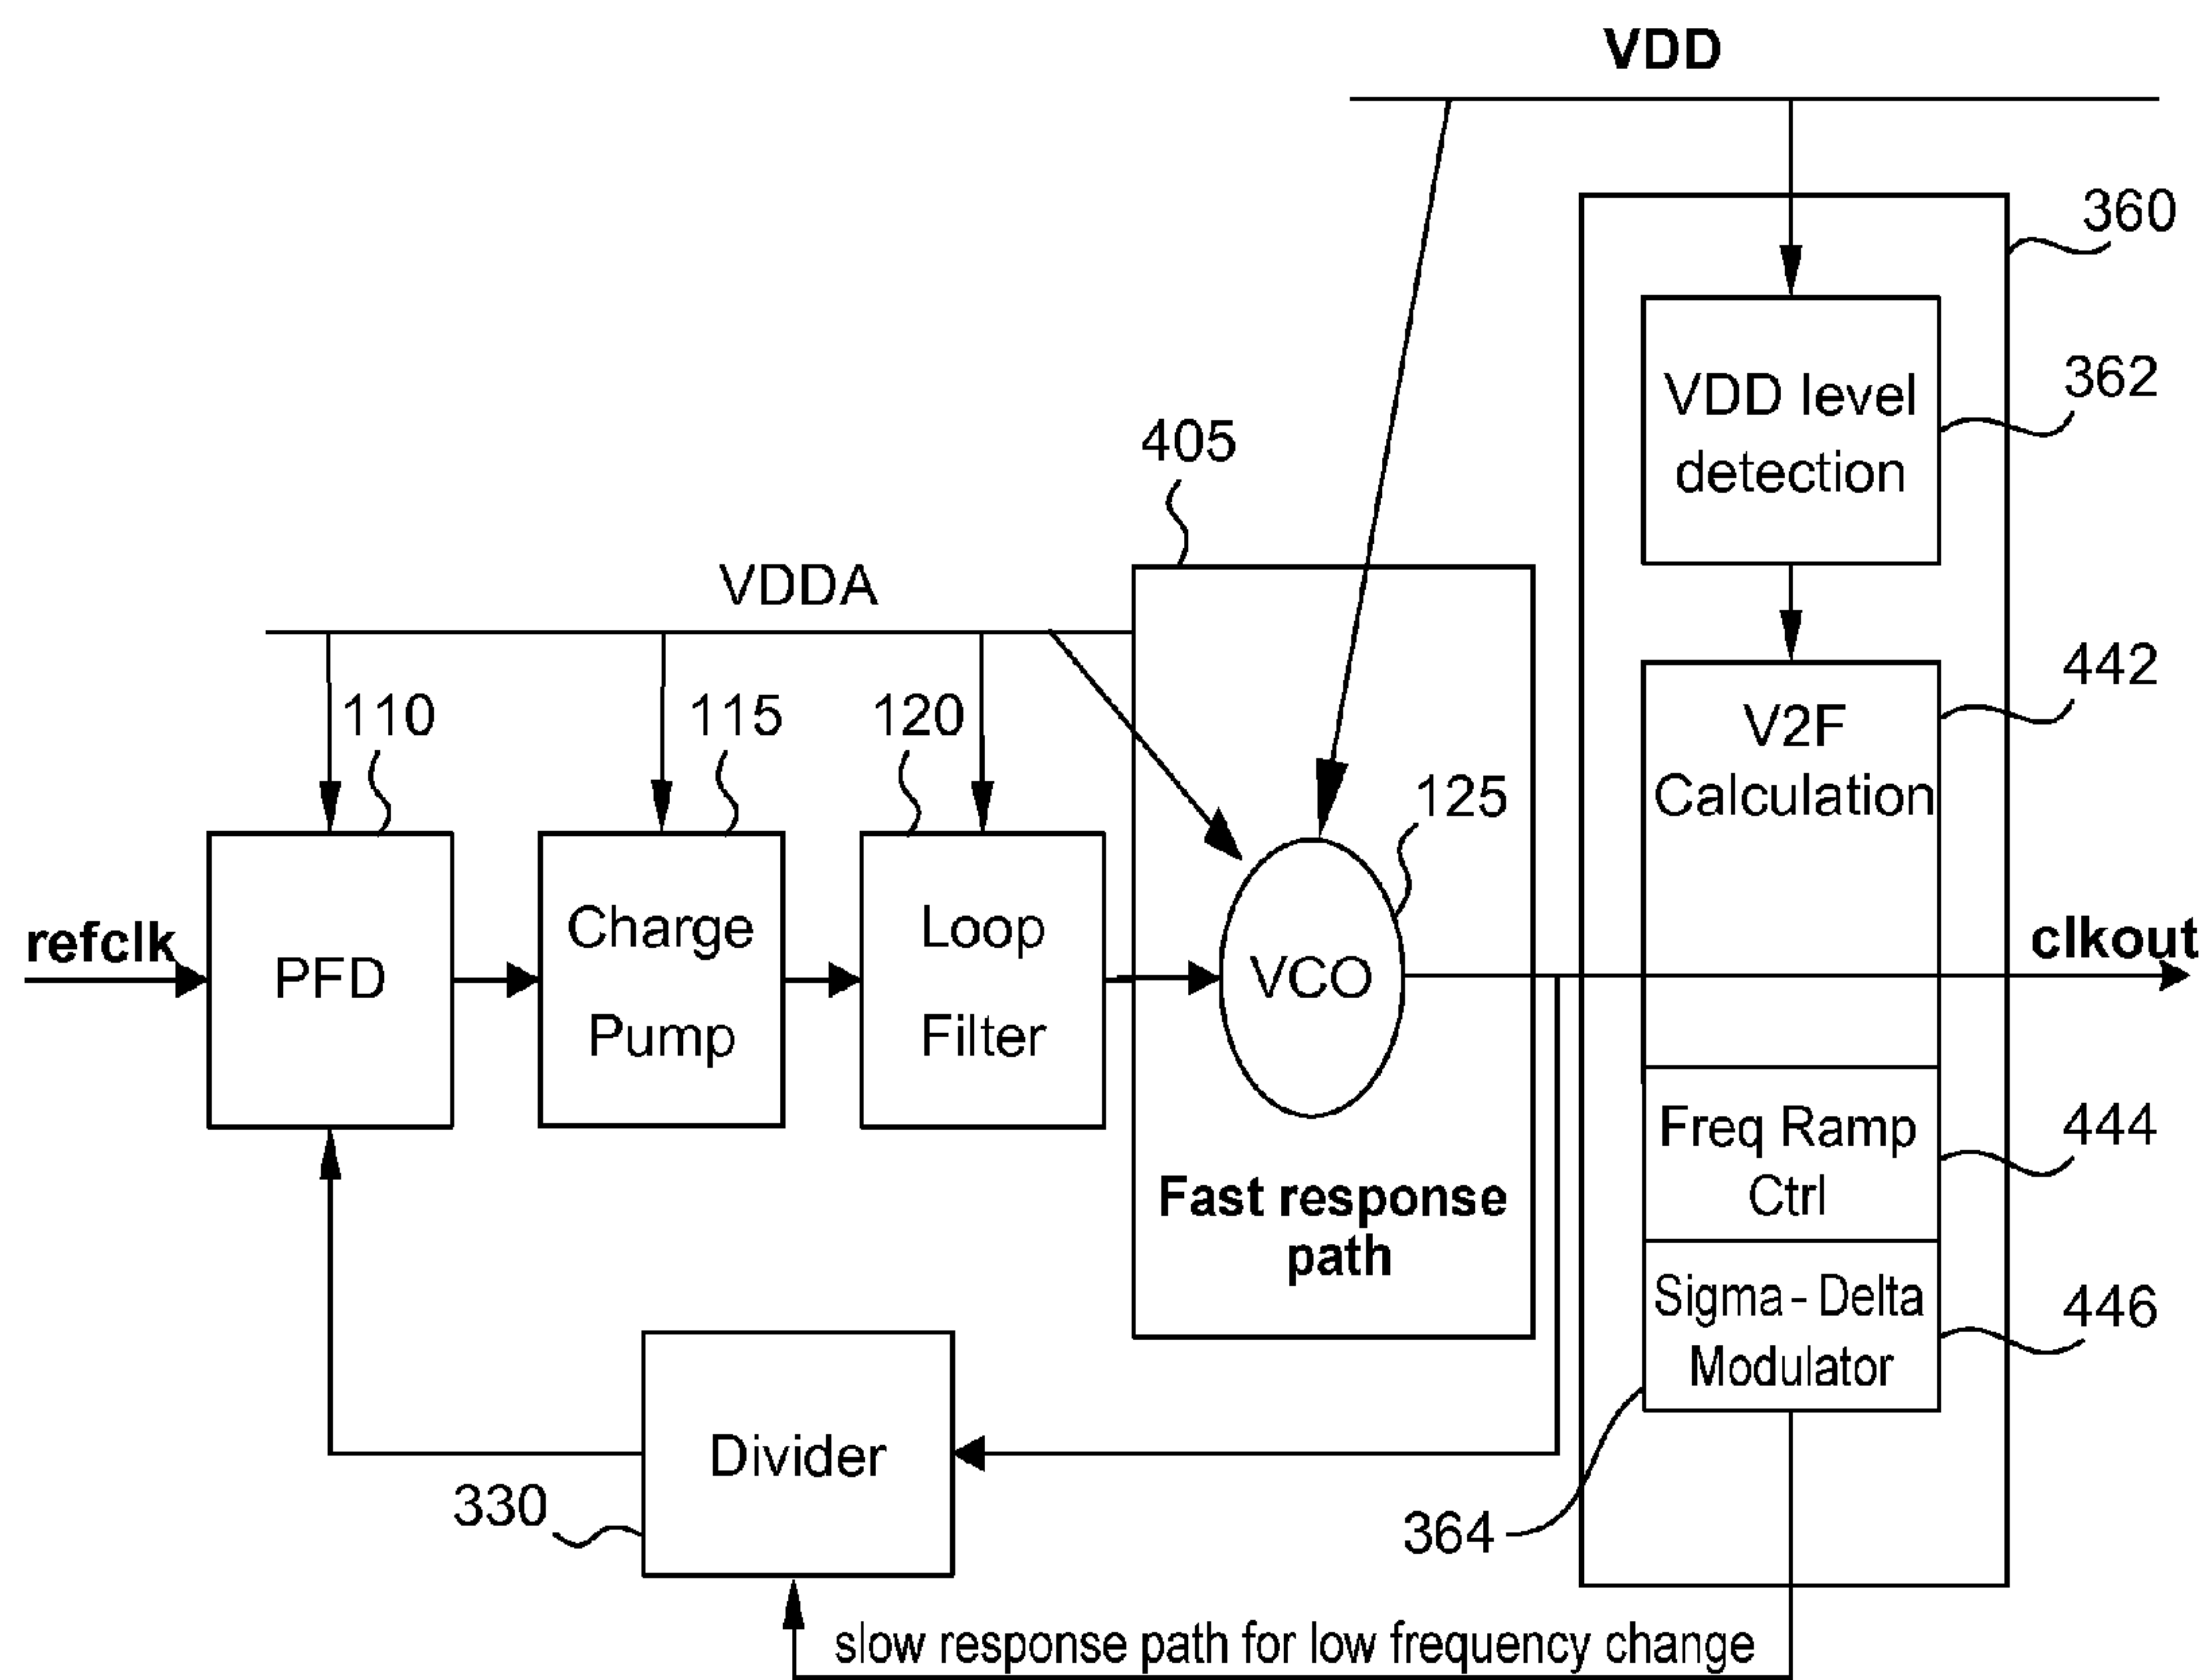 VDD
360
VDD level
detection
362
405
VDDA
442
V2F
Calculation
110
115
120
125
refclk
PFD
Charge
Pump
Loop
Filter
VCO
clkout
Freq Ramp
Ctrl
444
Fast response
path
Sigma - Delta
Modulator
446
Divider
330
364
slow response path for low frequency change